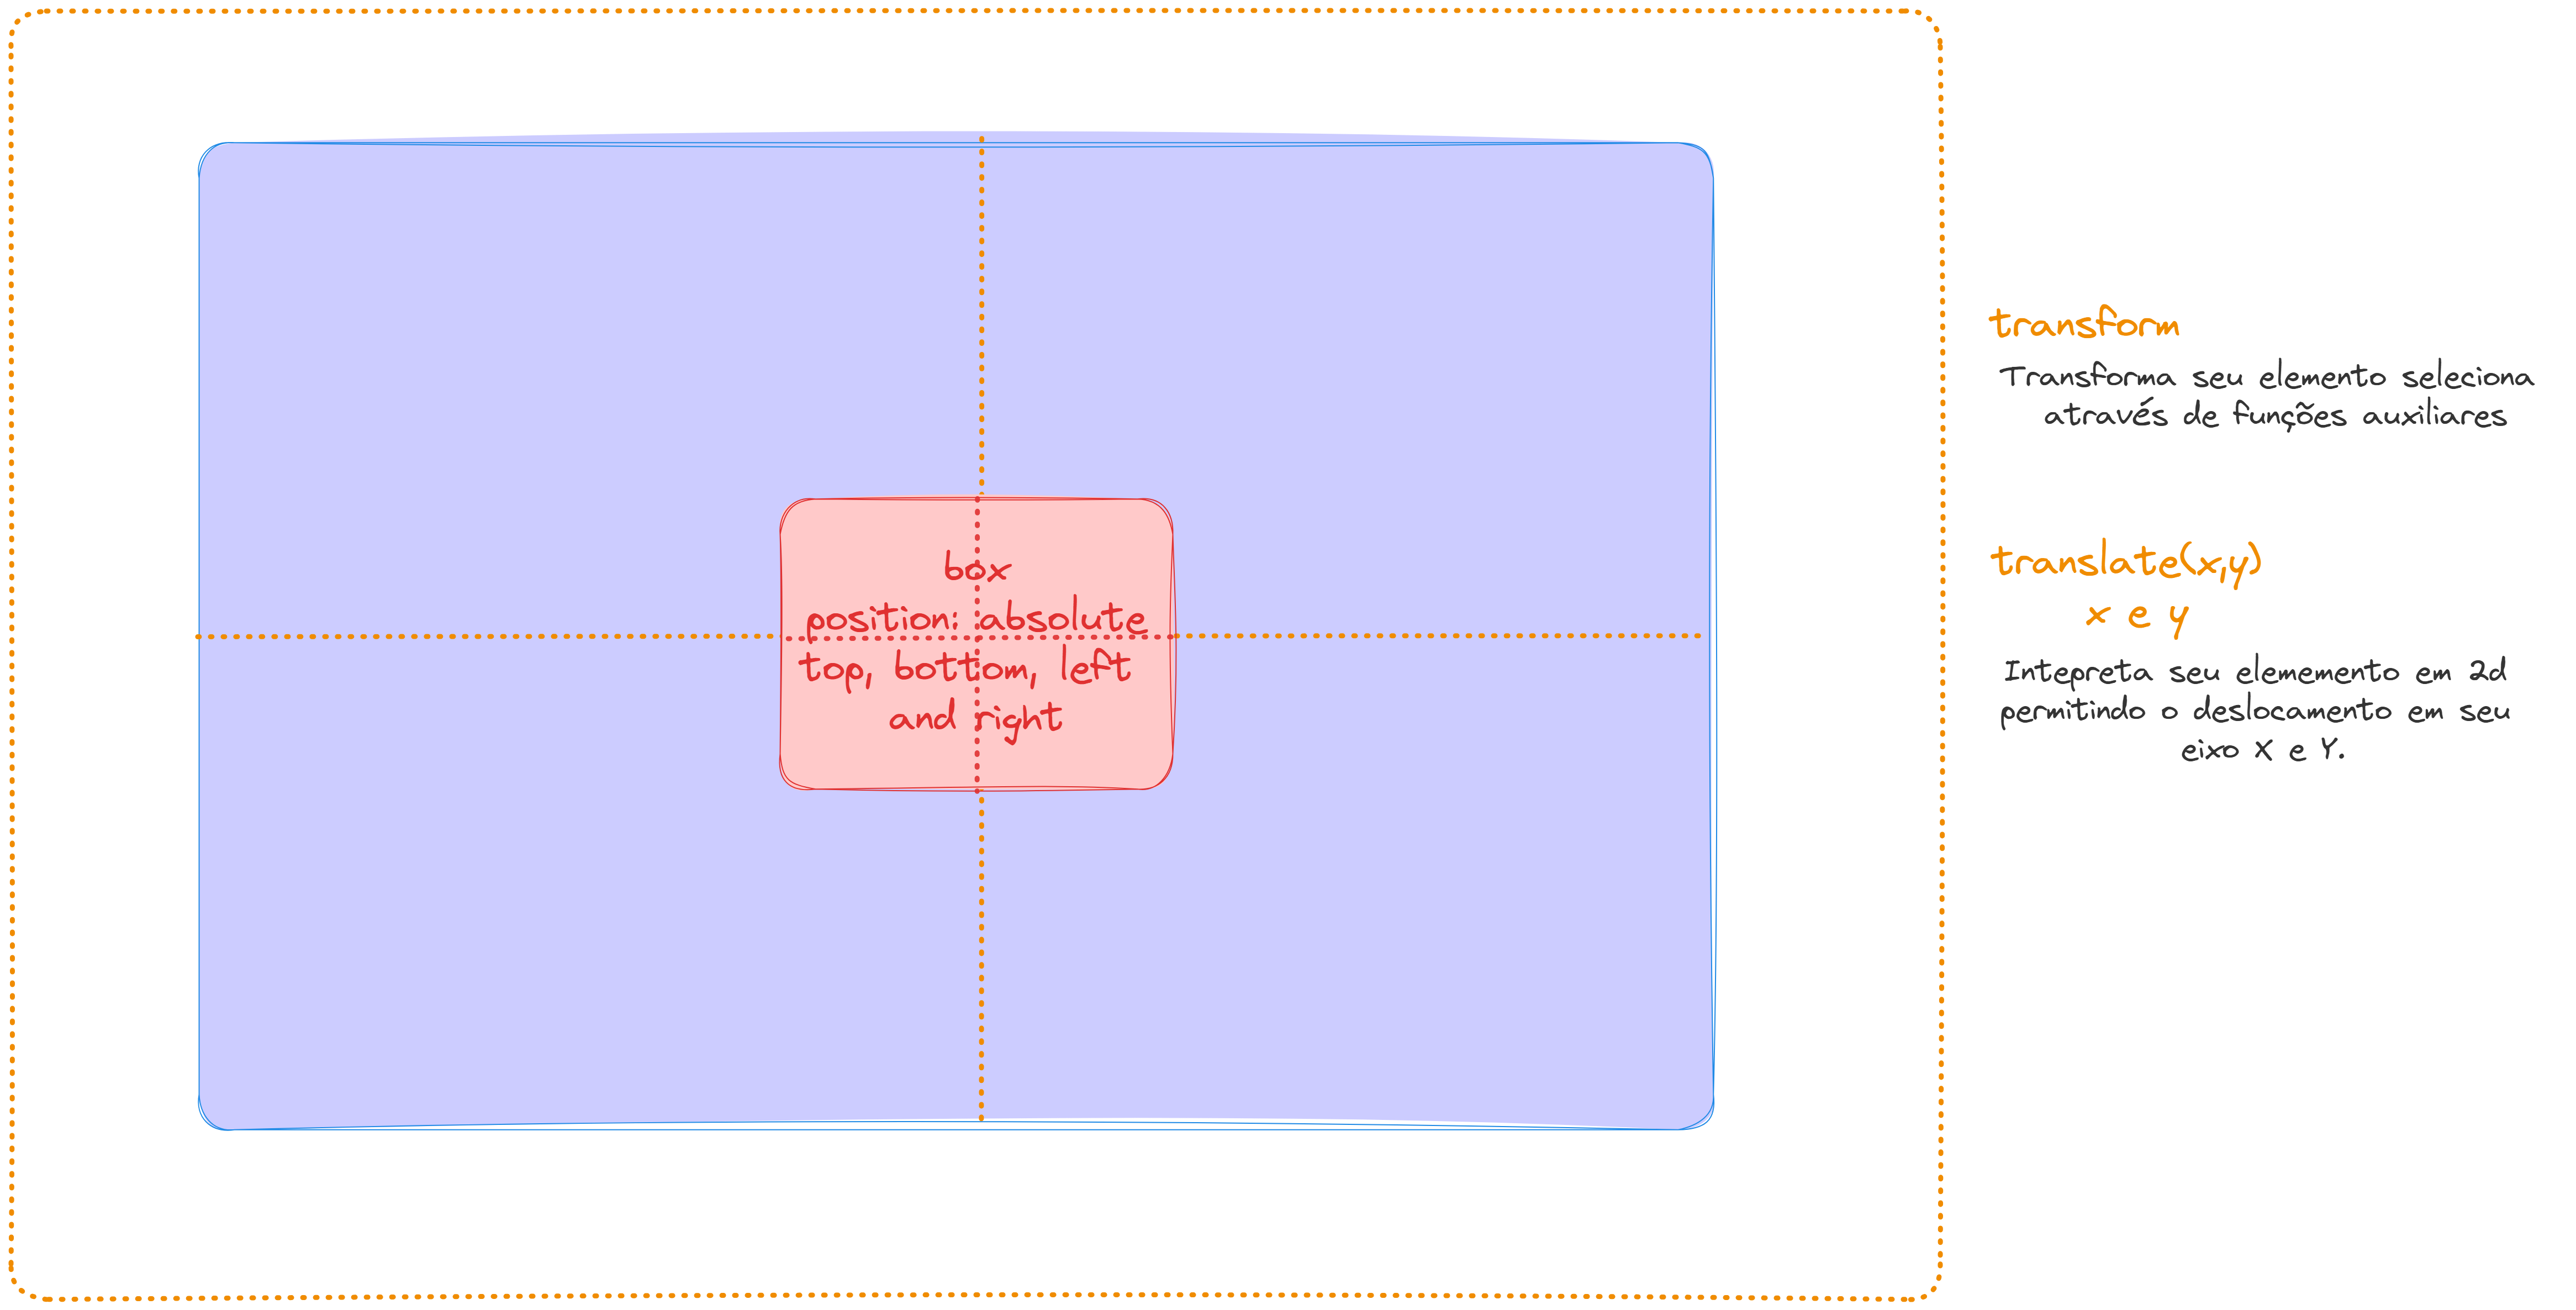 box
position: absolute
top, bottom, left
and right
transform
Transforma seu elemento seleciona
através de funções auxiliares
translate(x,y)
x e y
Intepreta seu elememento em 2d
permitindo o deslocamento em seu
eixo X e Y.